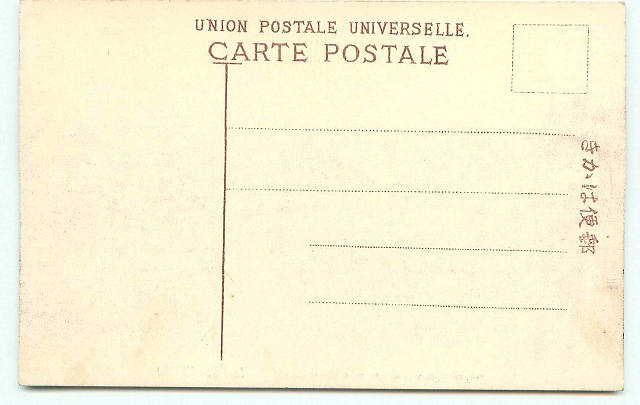 UNION POSTALE UNIVERSELLE.
CARTE POSTALE
郵便はかき